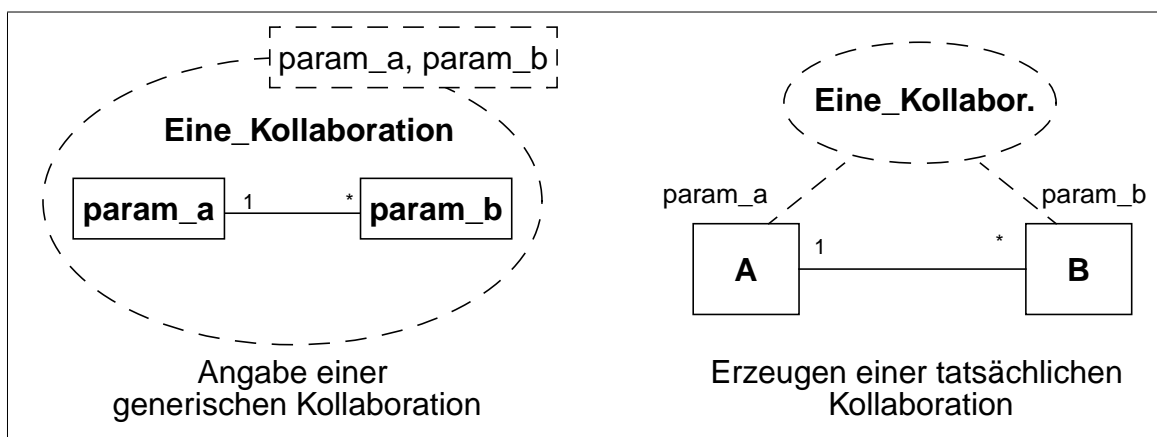 param_a, param_b
Eine_Kollaboration
param_a 1 * param_b
Angabe einer
generischen Kollaboration
Eine_Kollabor.
param_a param_b
A 1 * B
Erzeugen einer tatsächlichen
Kollaboration